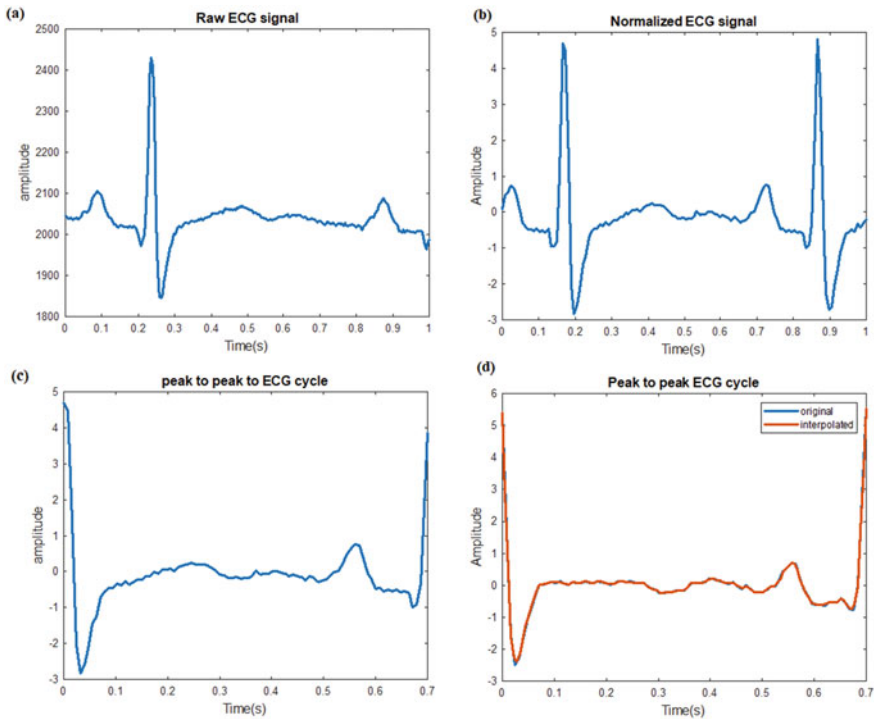 (a)
Raw ECG signal
2500
2400
2300
2200
2100
2000
1900
1800
amplitude
0 0.1 0.2 0.3 0.4 0.5 0.6 0.7 0.8 0.9 1
Time(s)
(b)
Normalized ECG signal
5
4
3
2
1
0
-1
-2
-3
Amplitude
0 0.1 0.2 0.3 0.4 0.5 0.6 0.7 0.8 0.9 1
Time(s)
(c)
peak to peak to ECG cycle
5
4
3
2
1
0
-1
-2
-3
amplitude
0 0.1 0.2 0.3 0.4 0.5 0.6 0.7
Time(s)
(d)
Peak to peak ECG cycle
original
interpolated
6
5
4
3
2
1
0
-1
-2
-3
Amplitude
0 0.1 0.2 0.3 0.4 0.5 0.6 0.7
Time(s)